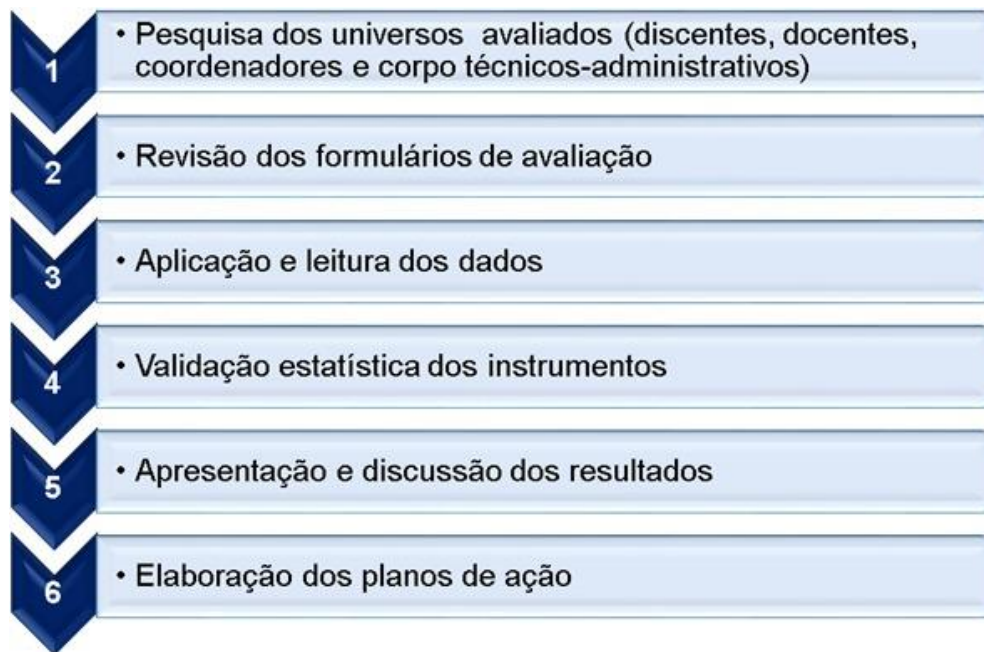 1
• Pesquisa dos universos avaliados (discentes, docentes,
coordenadores e corpo técnicos-administrativos)
2
• Revisão dos formulários de avaliação
3
• Aplicação e leitura dos dados
4
• Validação estatística dos instrumentos
5
• Apresentação e discussão dos resultados
6
• Elaboração dos planos de ação